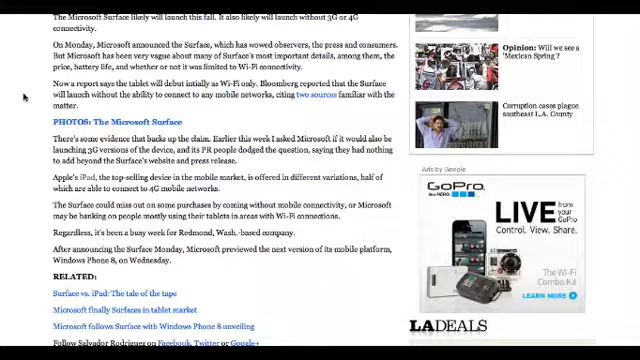 The Microsoft Surface likely will launch this fall. It also likely will launch without 3G or 4G
connectivity.
On Monday, Microsoft announced the Surface, which has wowed observers, the press and consumers.
But Microsoft has been very vague about many of Surface's most important details, among them, the
price, battery life, and whether or not it was limited to Wi-Fi connectivity.
Now a report says the tablet will debut intially as Wi-Fi only. Bloomberg reported that the Surface
will launch without the ability to connect to any mobile networks, citing two sources familiar with the
matter.
PHOTOS: The Microsoft Surface
There's some evidence that backs up the claim. Earlier this week I asked Microsoft if it would also be
launching 3G versions of the device, and its PR people dodged the question, saying they had nothing
to add beyond the Surface's website and press release.
Apple's iPad, the top-selling device in the mobile market, is offered in different variations, half of
which are able to connect to 4G mobile networks.
The Surface could miss out on some purchases by coming without mobile connectivity, or Microsoft
may be banking on people mostly using their tablets in areas with Wi-Fi connections.
Regardless, it's been a busy week for Redmond, Wash.-based company.
After announcing the Surface Monday, Microsoft previewed the next version of its mobile platform,
Windows Phone 8, on Wednesday.
RELATED:
Surface vs. iPad: The tale of the tape
Microsoft finally Surfaces in tablet market
Microsoft follows Surface with Windows Phone 8 unveiling
Follow Salvador Rodriguez on Facebook, Twitter or Google+
Opinion: Will we see a
'Mexican Spring'?
Corruption cases plague
southeast L.A. County
Ads by Google
GoPro
Be a HERO.
LIVE from your GoPro
Control. View. Share.
The Wi-Fi
Combo Kit
LEARN MORE
LADEALS